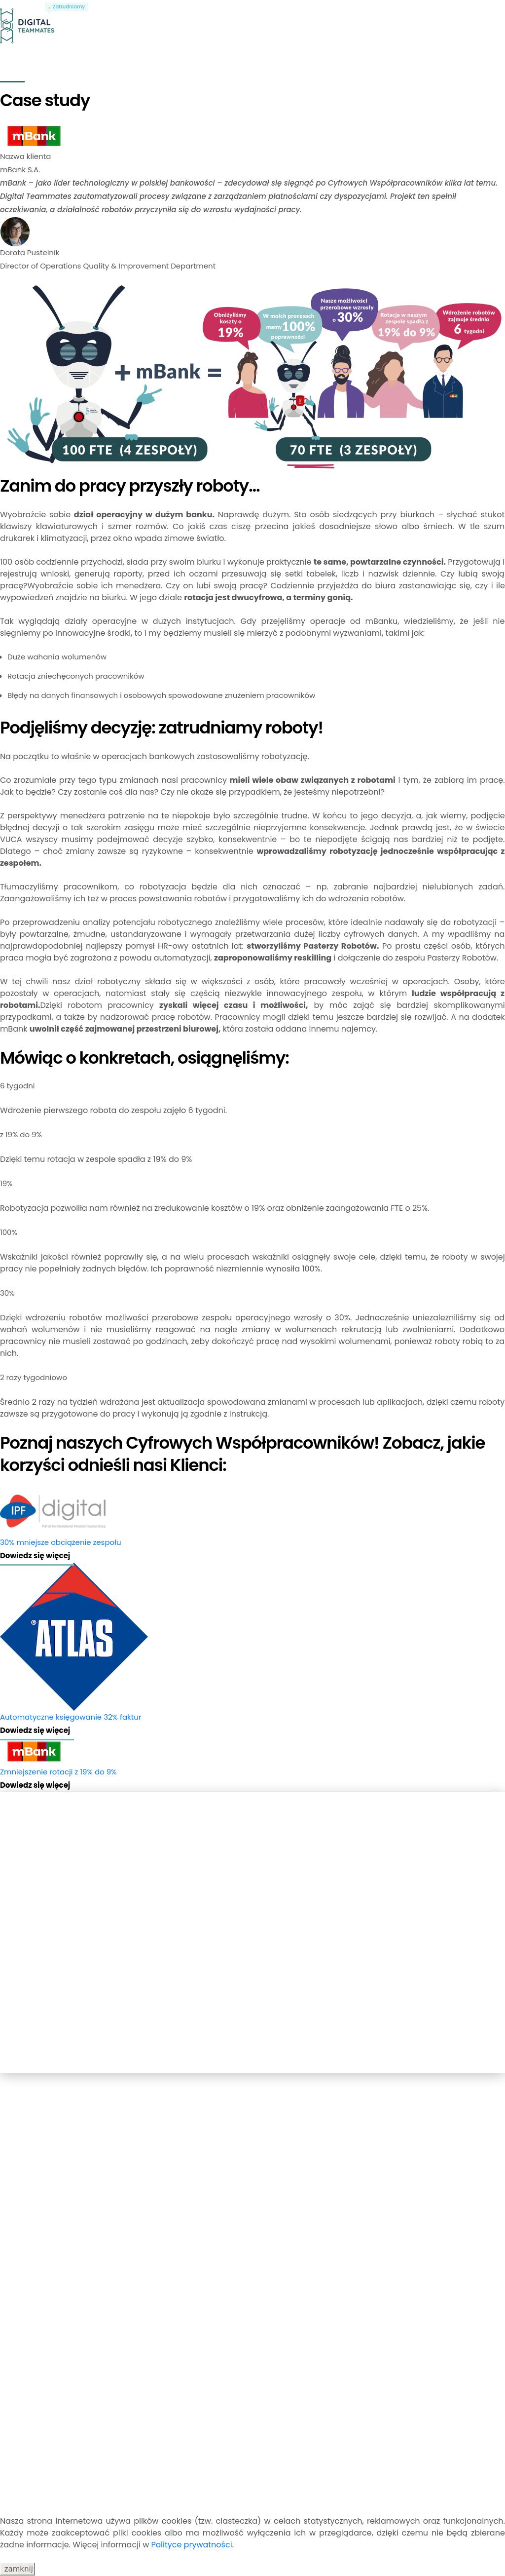 Zatrudniamy
DIGITAL
TEAMMATES
Case study
mBank
Nazwa klienta
mBank S.A.
mBank – jako lider technologiczny w polskiej bankowości – zdecydował się sięgnąć po Cyfrowych Współpracowników kilka lat temu.
Digital Teammates zautomatyzowali procesy związane z zarządzaniem płatnościami czy dyspozycjami. Projekt ten spełnił
oczekiwania, a działalność robotów przyczyniła się do wzrostu wydajności pracy.
Dorota Pustelnik
Director of Operations Quality & Improvement Department
Obniżyliśmy
koszty o
19%
W moich procesach
mamy 100%
poprawności
Nasze możliwości
przerobowe wzrosły
o 30%
Rotacja w naszym
zespole spadła z
19% do 9%
Wdrożenie robotów
zajmuje średnio
6 tygodni
+ mBank =
100 FTE (4 ZESPOŁY)
70 FTE (3 ZESPOŁY)
Zanim do pracy przyszły roboty…
Wyobraźcie sobie dział operacyjny w dużym banku. Naprawdę dużym. Sto osób siedzących przy biurkach – słychać stukot
klawiszy klawiaturowych i szmer rozmów. Co jakiś czas ciszę przecina jakieś dosadniejsze słowo albo śmiech. W tle szum
drukarek i klimatyzacji, przez okno wpada zimowe światło.
100 osób codziennie przychodzi, siada przy swoim biurku i wykonuje praktycznie te same, powtarzalne czynności. Przygotowują i
rejestrują wnioski, generują raporty, przed ich oczami przesuwają się setki tabelek, liczb i nazwisk dziennie. Czy lubią swoją
pracę?Wyobraźcie sobie ich menedżera. Czy on lubi swoją pracę? Codziennie przyjeżdża do biura zastanawiając się, czy i ile
wypowiedzeń znajdzie na biurku. W jego dziale rotacja jest dwucyfrowa, a terminy gonią.
Tak wyglądają działy operacyjne w dużych instytucjach. Gdy przejęliśmy operacje od mBanku, wiedzieliśmy, że jeśli nie
sięgniemy po innowacyjne środki, to i my będziemy musieli się mierzyć z podobnymi wyzwaniami, takimi jak:
• Duże wahania wolumenów
• Rotacja zniechęconych pracowników
• Błędy na danych finansowych i osobowych spowodowane znużeniem pracowników
Podjęliśmy decyzję: zatrudniamy roboty!
Na początku to właśnie w operacjach bankowych zastosowaliśmy robotyzację.
Co zrozumiałe przy tego typu zmianach nasi pracownicy mieli wiele obaw związanych z robotami i tym, że zabiorą im pracę.
Jak to będzie? Czy zostanie coś dla nas? Czy nie okaże się przypadkiem, że jesteśmy niepotrzebni?
Z perspektywy menedżera patrzenie na te niepokoje było szczególnie trudne. W końcu to jego decyzja, a, jak wiemy, podjęcie
błędnej decyzji o tak szerokim zasięgu może mieć szczególnie nieprzyjemne konsekwencje. Jednak prawdą jest, że w świecie
VUCA wszyscy musimy podejmować decyzje szybko, konsekwentnie – bo te niepodjęte ścigają nas bardziej niż te podjęte.
Dlatego – choć zmiany zawsze są ryzykowne – konsekwentnie wprowadzaliśmy robotyzację jednocześnie współpracując z
zespołem.
Tłumaczyliśmy pracownikom, co robotyzacja będzie dla nich oznaczać – np. zabranie najbardziej nielubianych zadań.
Zaangażowaliśmy ich też w proces powstawania robotów i przygotowaliśmy ich do wdrożenia robotów.
Po przeprowadzeniu analizy potencjału robotycznego znaleźliśmy wiele procesów, które idealnie nadawały się do robotyzacji –
były powtarzalne, żmudne, ustandaryzowane i wymagały przetwarzania dużej liczby cyfrowych danych. A my wpadliśmy na
najprawdopodobniej najlepszy pomysł HR-owy ostatnich lat: stworzyliśmy Pasterzy Robotów. Po prostu części osób, których
praca mogła być zagrożona z powodu automatyzacji, zaproponowaliśmy reskilling i dołączenie do zespołu Pasterzy Robotów.
W tej chwili nasz dział robotyczny składa się w większości z osób, które pracowały wcześniej w operacjach. Osoby, które
pozostały w operacjach, natomiast stały się częścią niezwykle innowacyjnego zespołu, w którym ludzie współpracują z
robotami.Dzięki robotom pracownicy zyskali więcej czasu i możliwości, by móc zająć się bardziej skomplikowanymi
przypadkami, a także by nadzorować pracę robotów. Pracownicy mogli dzięki temu jeszcze bardziej się rozwijać. A na dodatek
mBank uwolnił część zajmowanej przestrzeni biurowej, która została oddana innemu najemcy.
Mówiąc o konkretach, osiągnęliśmy:
6 tygodni
Wdrożenie pierwszego robota do zespołu zajęło 6 tygodni.
z 19% do 9%
Dzięki temu rotacja w zespole spadła z 19% do 9%
19%
Robotyzacja pozwoliła nam również na zredukowanie kosztów o 19% oraz obniżenie zaangażowania FTE o 25%.
100%
Wskaźniki jakości również poprawiły się, a na wielu procesach wskaźniki osiągnęły swoje cele, dzięki temu, że roboty w swojej
pracy nie popełniały żadnych błędów. Ich poprawność niezmiennie wynosiła 100%.
30%
Dzięki wdrożeniu robotów możliwości przerobowe zespołu operacyjnego wzrosły o 30%. Jednocześnie uniezależniliśmy się od
wahań wolumenów i nie musieliśmy reagować na nagłe zmiany w wolumenach rekrutacją lub zwolnieniami. Dodatkowo
pracownicy nie musieli zostawać po godzinach, żeby dokończyć pracę nad wysokimi wolumenami, ponieważ roboty robią to za
nich.
2 razy tygodniowo
Średnio 2 razy na tydzień wdrażana jest aktualizacja spowodowana zmianami w procesach lub aplikacjach, dzięki czemu roboty
zawsze są przygotowane do pracy i wykonują ją zgodnie z instrukcją.
Poznaj naszych Cyfrowych Współpracowników! Zobacz, jakie
korzyści odnieśli nasi Klienci:
IPF digital
30% mniejsze obciążenie zespołu
Dowiedz się więcej
® ATLAS
Automatyczne księgowanie 32% faktur
Dowiedz się więcej
mBank
Zmniejszenie rotacji z 19% do 9%
Dowiedz się więcej
Nasza strona internetowa używa plików cookies (tzw. ciasteczka) w celach statystycznych, reklamowych oraz funkcjonalnych.
Każdy może zaakceptować pliki cookies albo ma możliwość wyłączenia ich w przeglądarce, dzięki czemu nie będą zbierane
żadne informacje. Więcej informacji w Polityce prywatności.
zamknij